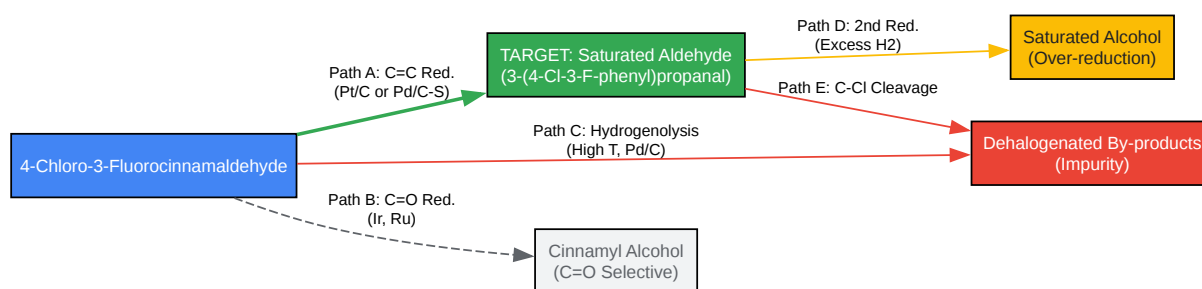 Path D: 2nd Red.
(Excess H2)
Saturated Alcohol
(Over-reduction)
TARGET: Saturated Aldehyde
(3-(4-Cl-3-F-phenyl)propanal)
Path A: C=C Red.
(Pt/C or Pd/C-S)
Path E: C-Cl Cleavage
Path C: Hydrogenolysis
(High T, Pd/C)
4-Chloro-3-Fluorocinnamaldehyde
Dehalogenated By-products
(Impurity)
Path B: C=O Red.
(Ir, Ru)
Cinnamyl Alcohol
(C=O Selective)